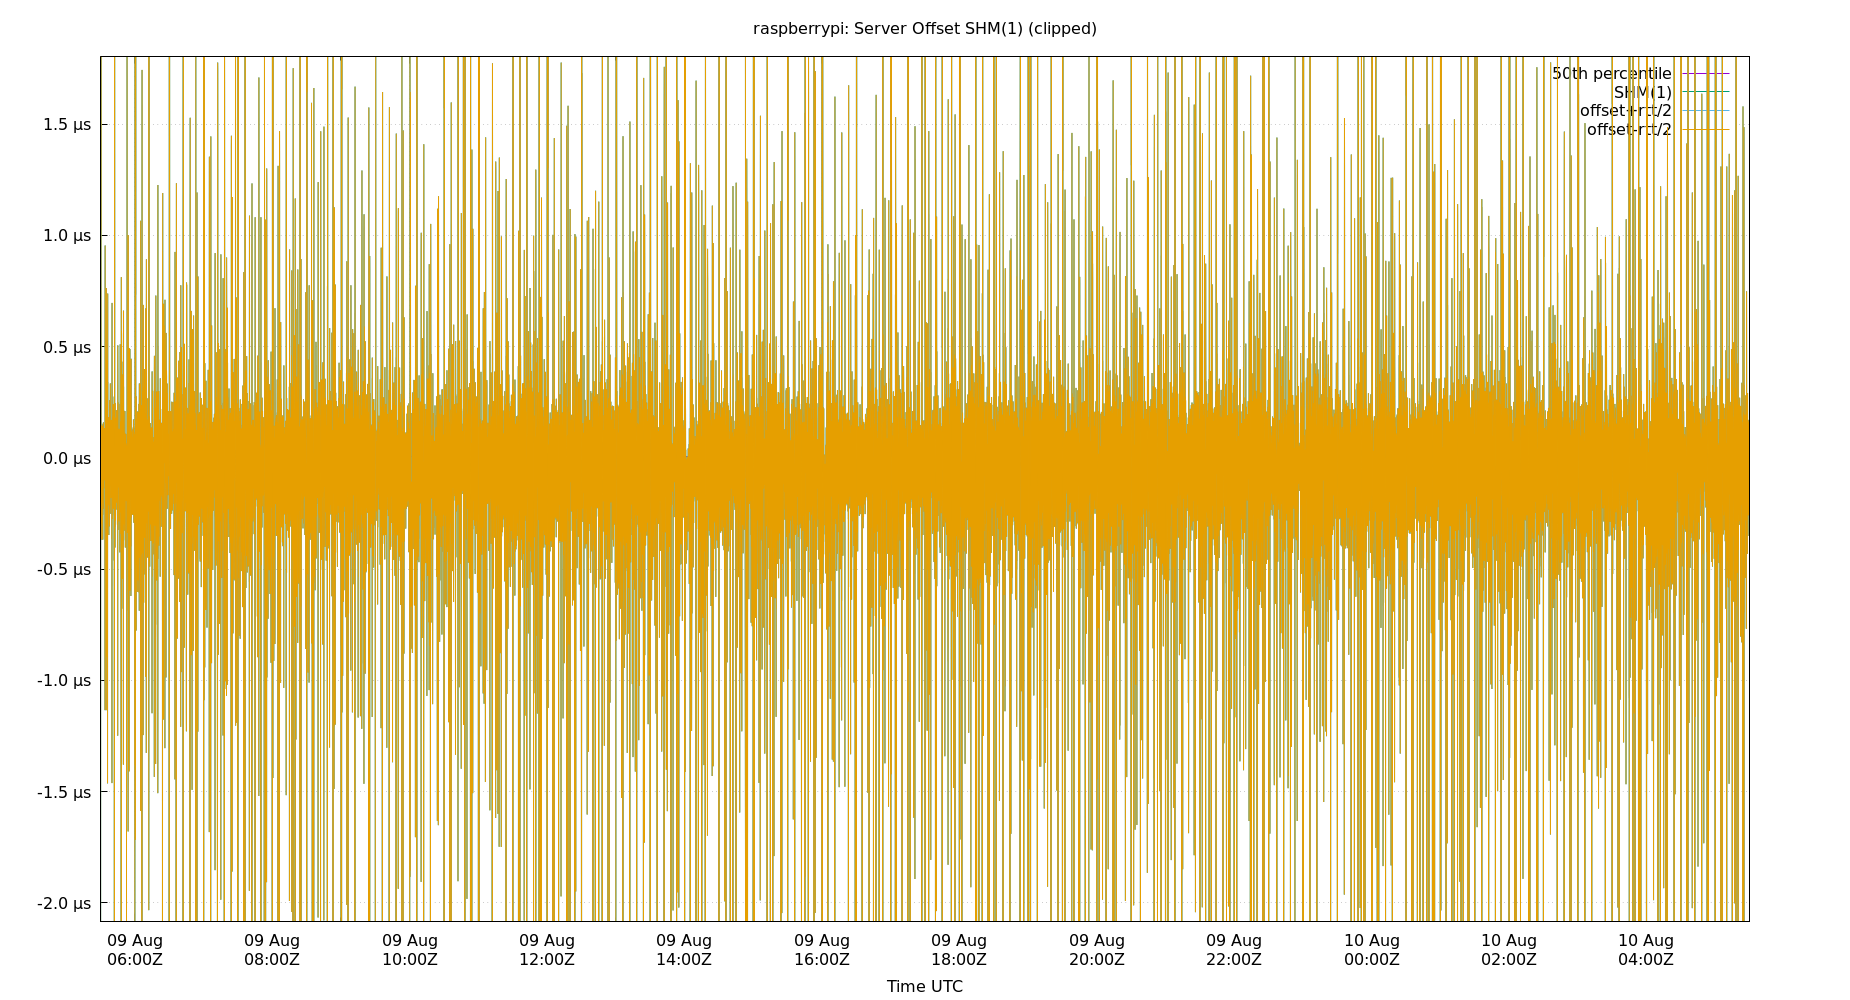 raspberrypi: Server Offset SHM(1) (clipped)
50th percentile
SHM(1)
offset+rtt/2
offset-rtt/2
1.5 µs
1.0 µs
0.5 µs
0.0 µs
-0.5 µs
-1.0 µs
-1.5 µs
-2.0 µs
09 Aug 09 Aug 09 Aug 09 Aug 09 Aug 09 Aug 09 Aug 09 Aug 09 Aug 10 Aug 10 Aug 10 Aug
06:00Z 08:00Z 10:00Z 12:00Z 14:00Z 16:00Z 18:00Z 20:00Z 22:00Z 00:00Z 02:00Z 04:00Z
Time UTC